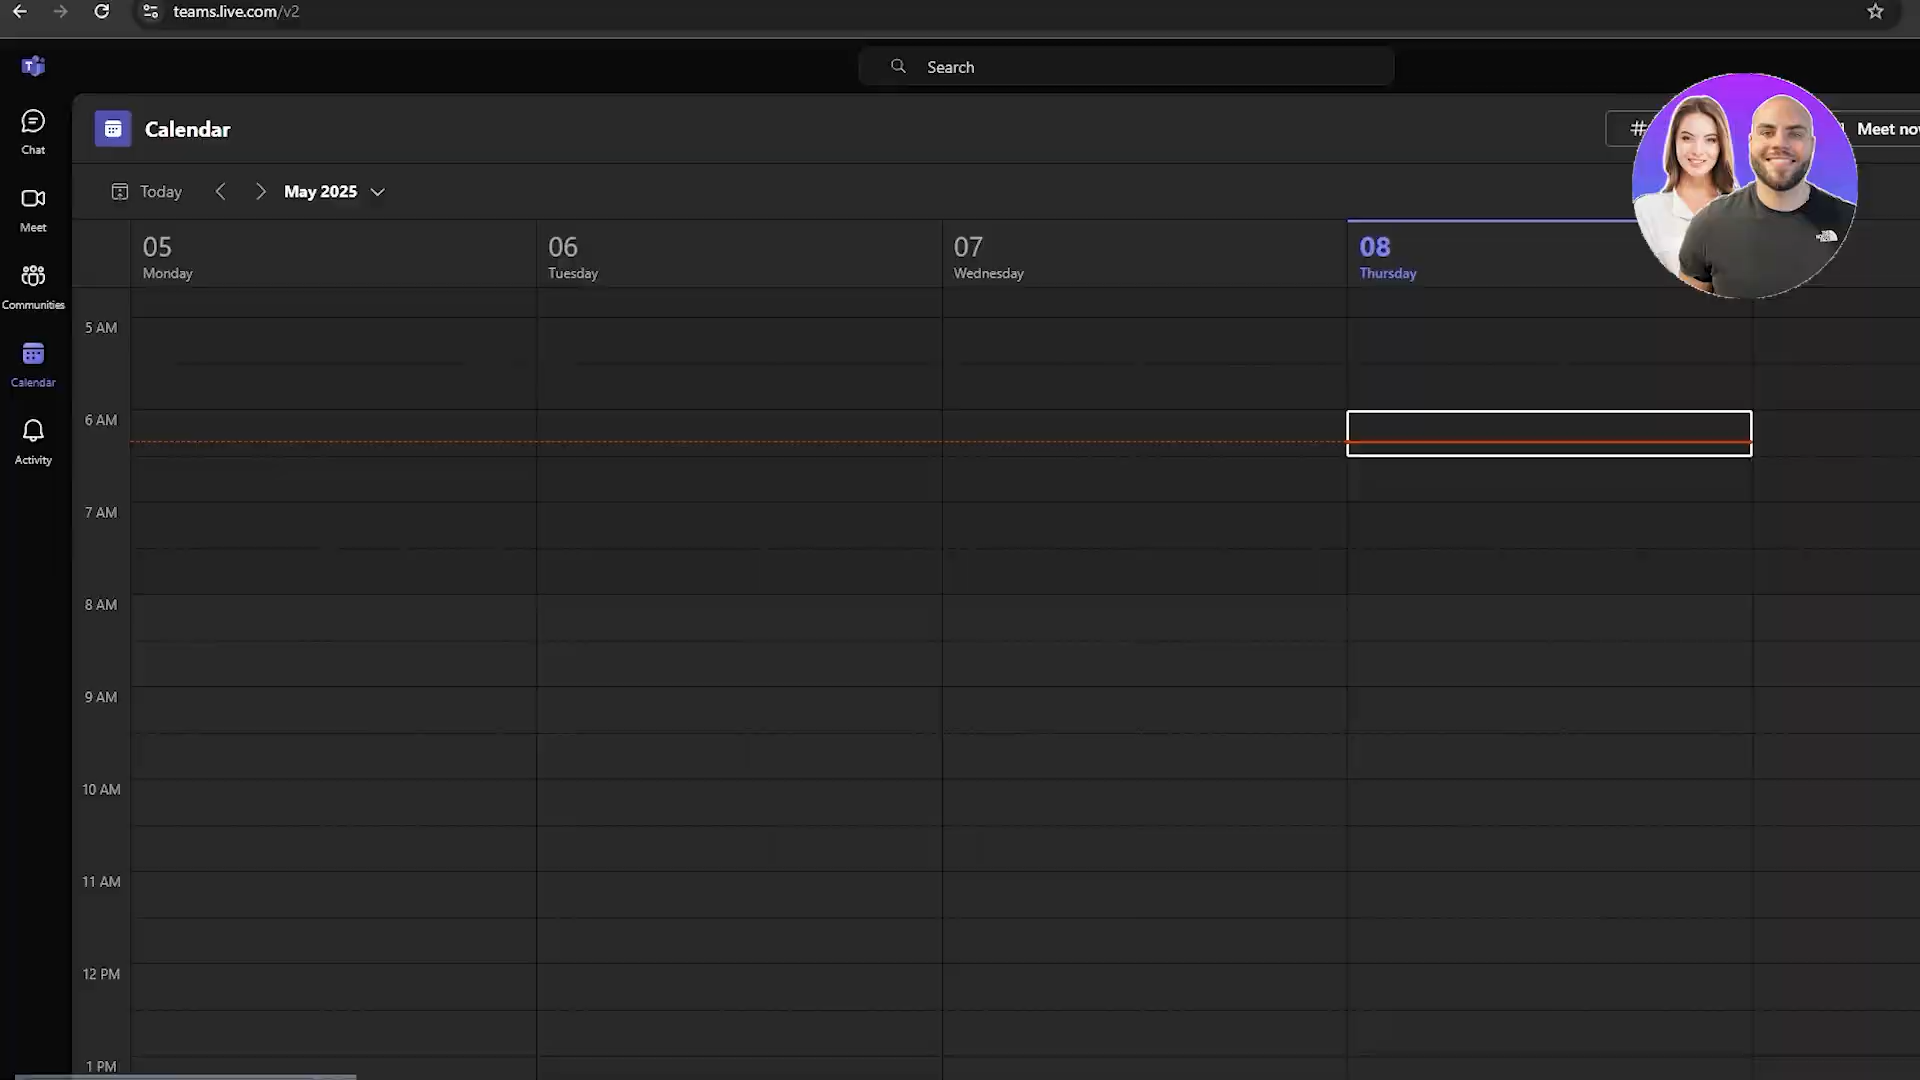 teams.live.com/v2
Search
Chat
Meet
Communities
Calendar
Activity
Calendar
#
Meet no
Today
May 2025
05
Monday
06
Tuesday
07
Wednesday
08
Thursday
5 AM
6 AM
7 AM
8 AM
9 AM
10 AM
11 AM
12 PM
1 PM